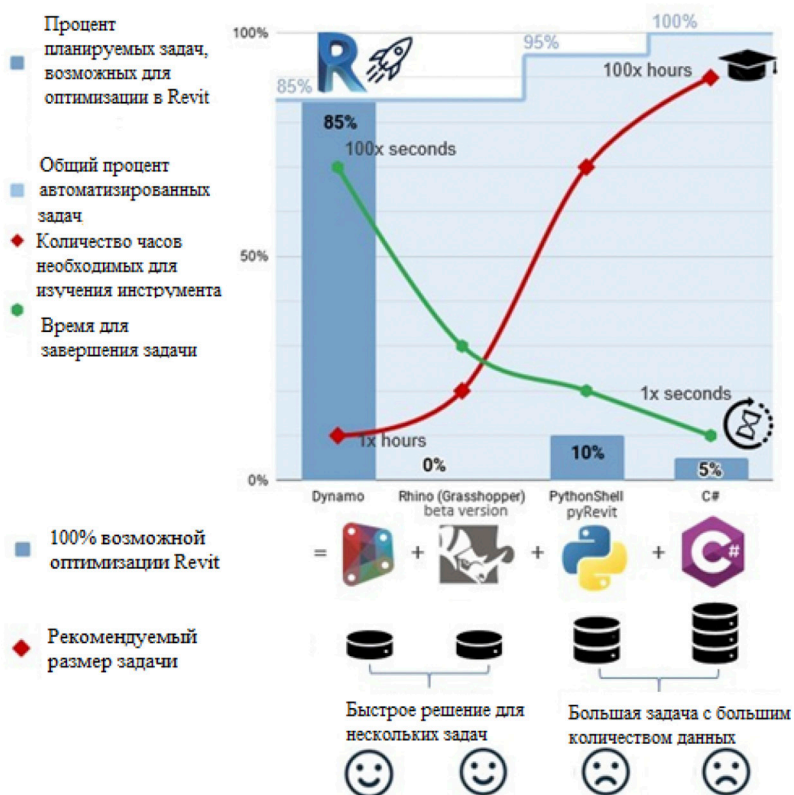 Процент
планируемых задач,
возможных для
оптимизации в Revit
Общий процент
автоматизированных
задач
Количество часов
необходимых для
изучения инструмента
Время для
завершения задачи
100%
50%
0%
85%
95%
100%
R
85%
100x seconds
100x hours
1x hours
1x seconds
0%
10%
5%
Dynamo
Rhino (Grasshopper)
beta version
PythonShell
pyRevit
C#
100% возможной
оптимизации Revit
= + + +
C#
Рекомендуемый
размер задачи
Быстрое решение для
нескольких задач
Большая задача с большим
количеством данных